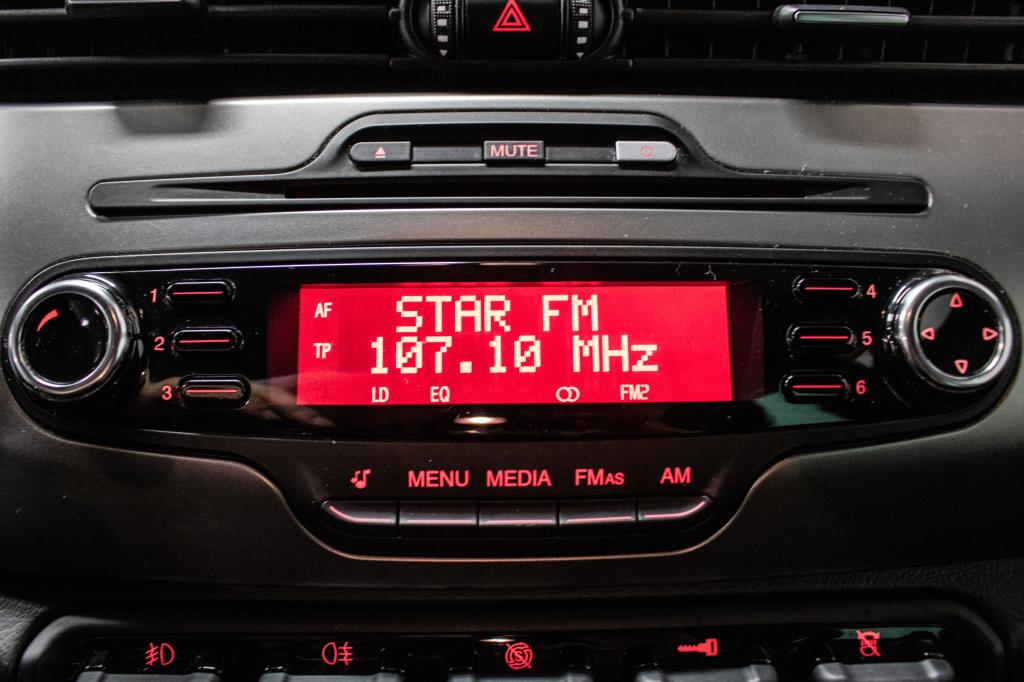 MUTE
1
4
AF
STAR FM
2
5
TP
107.10 MHz
3
6
LD EQ FM2
MENU MEDIA FMAS AM